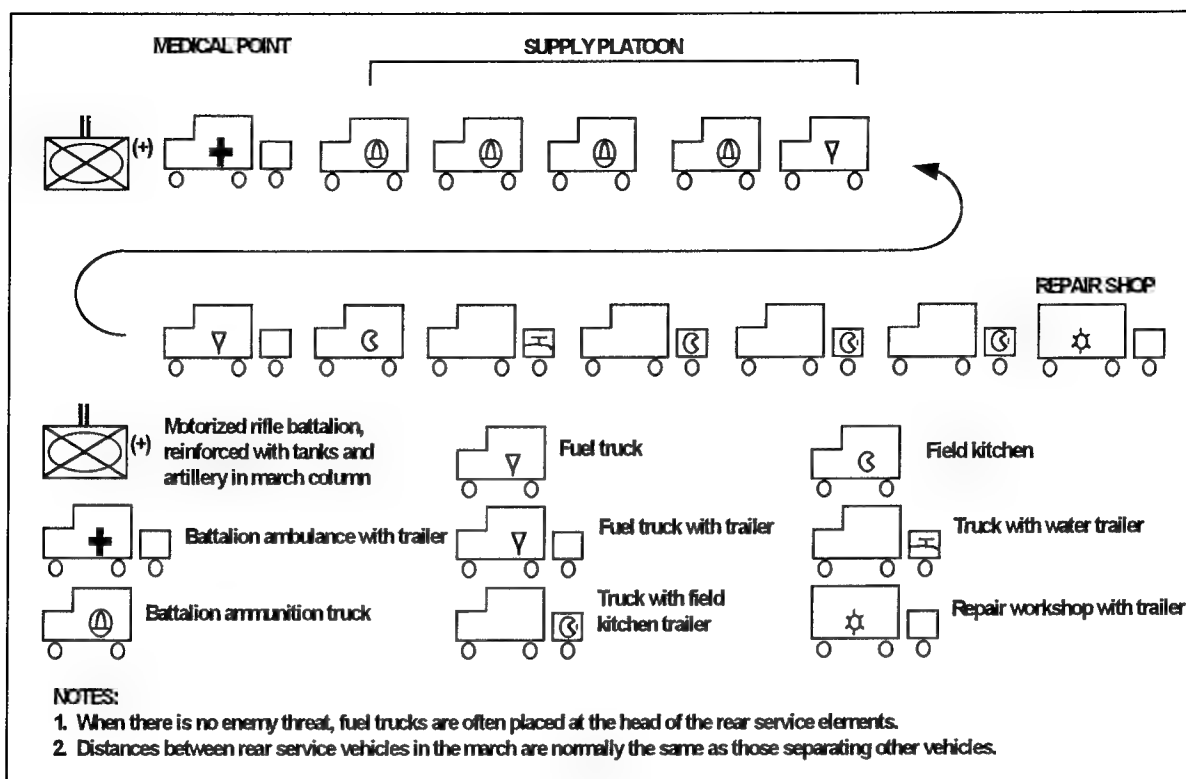 MEDICAL POINT
SUPPLY PLATOON
(+)
REPAIR SHOP
(+)
Motorized rifle battalion,
reinforced with tanks and
artillery in march column
Fuel truck
Field kitchen
Battalion ambulance with trailer
Fuel truck with trailer
Truck with water trailer
Battalion ammunition truck
Truck with field
kitchen trailer
Repair workshop with trailer
NOTES:
1. When there is no enemy threat, fuel trucks are often placed at the head of the rear service elements.
2. Distances between rear service vehicles in the march are normally the same as those separating other vehicles.